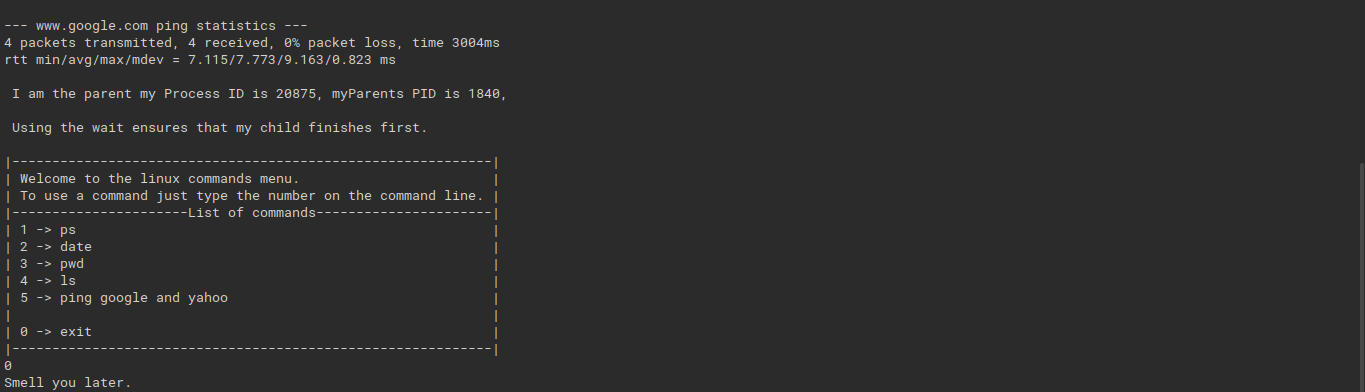 --- www.google.com ping statistics ---
4 packets transmitted, 4 received, 0% packet loss, time 3004ms
rtt min/avg/max/mdev = 7.115/7.773/9.163/0.823 ms
I am the parent my Process ID is 20875, myParents PID is 1840,
Using the wait ensures that my child finishes first.
|------------------------------------------------------------|
| Welcome to the linux commands menu. |
| To use a command just type the number on the command line. |
|----------------------List of commands----------------------|
| 1 -> ps |
| 2 -> date |
| 3 -> pwd |
| 4 -> ls |
| 5 -> ping google and yahoo |
| |
| 0 -> exit |
|------------------------------------------------------------|
0
Smell you later.